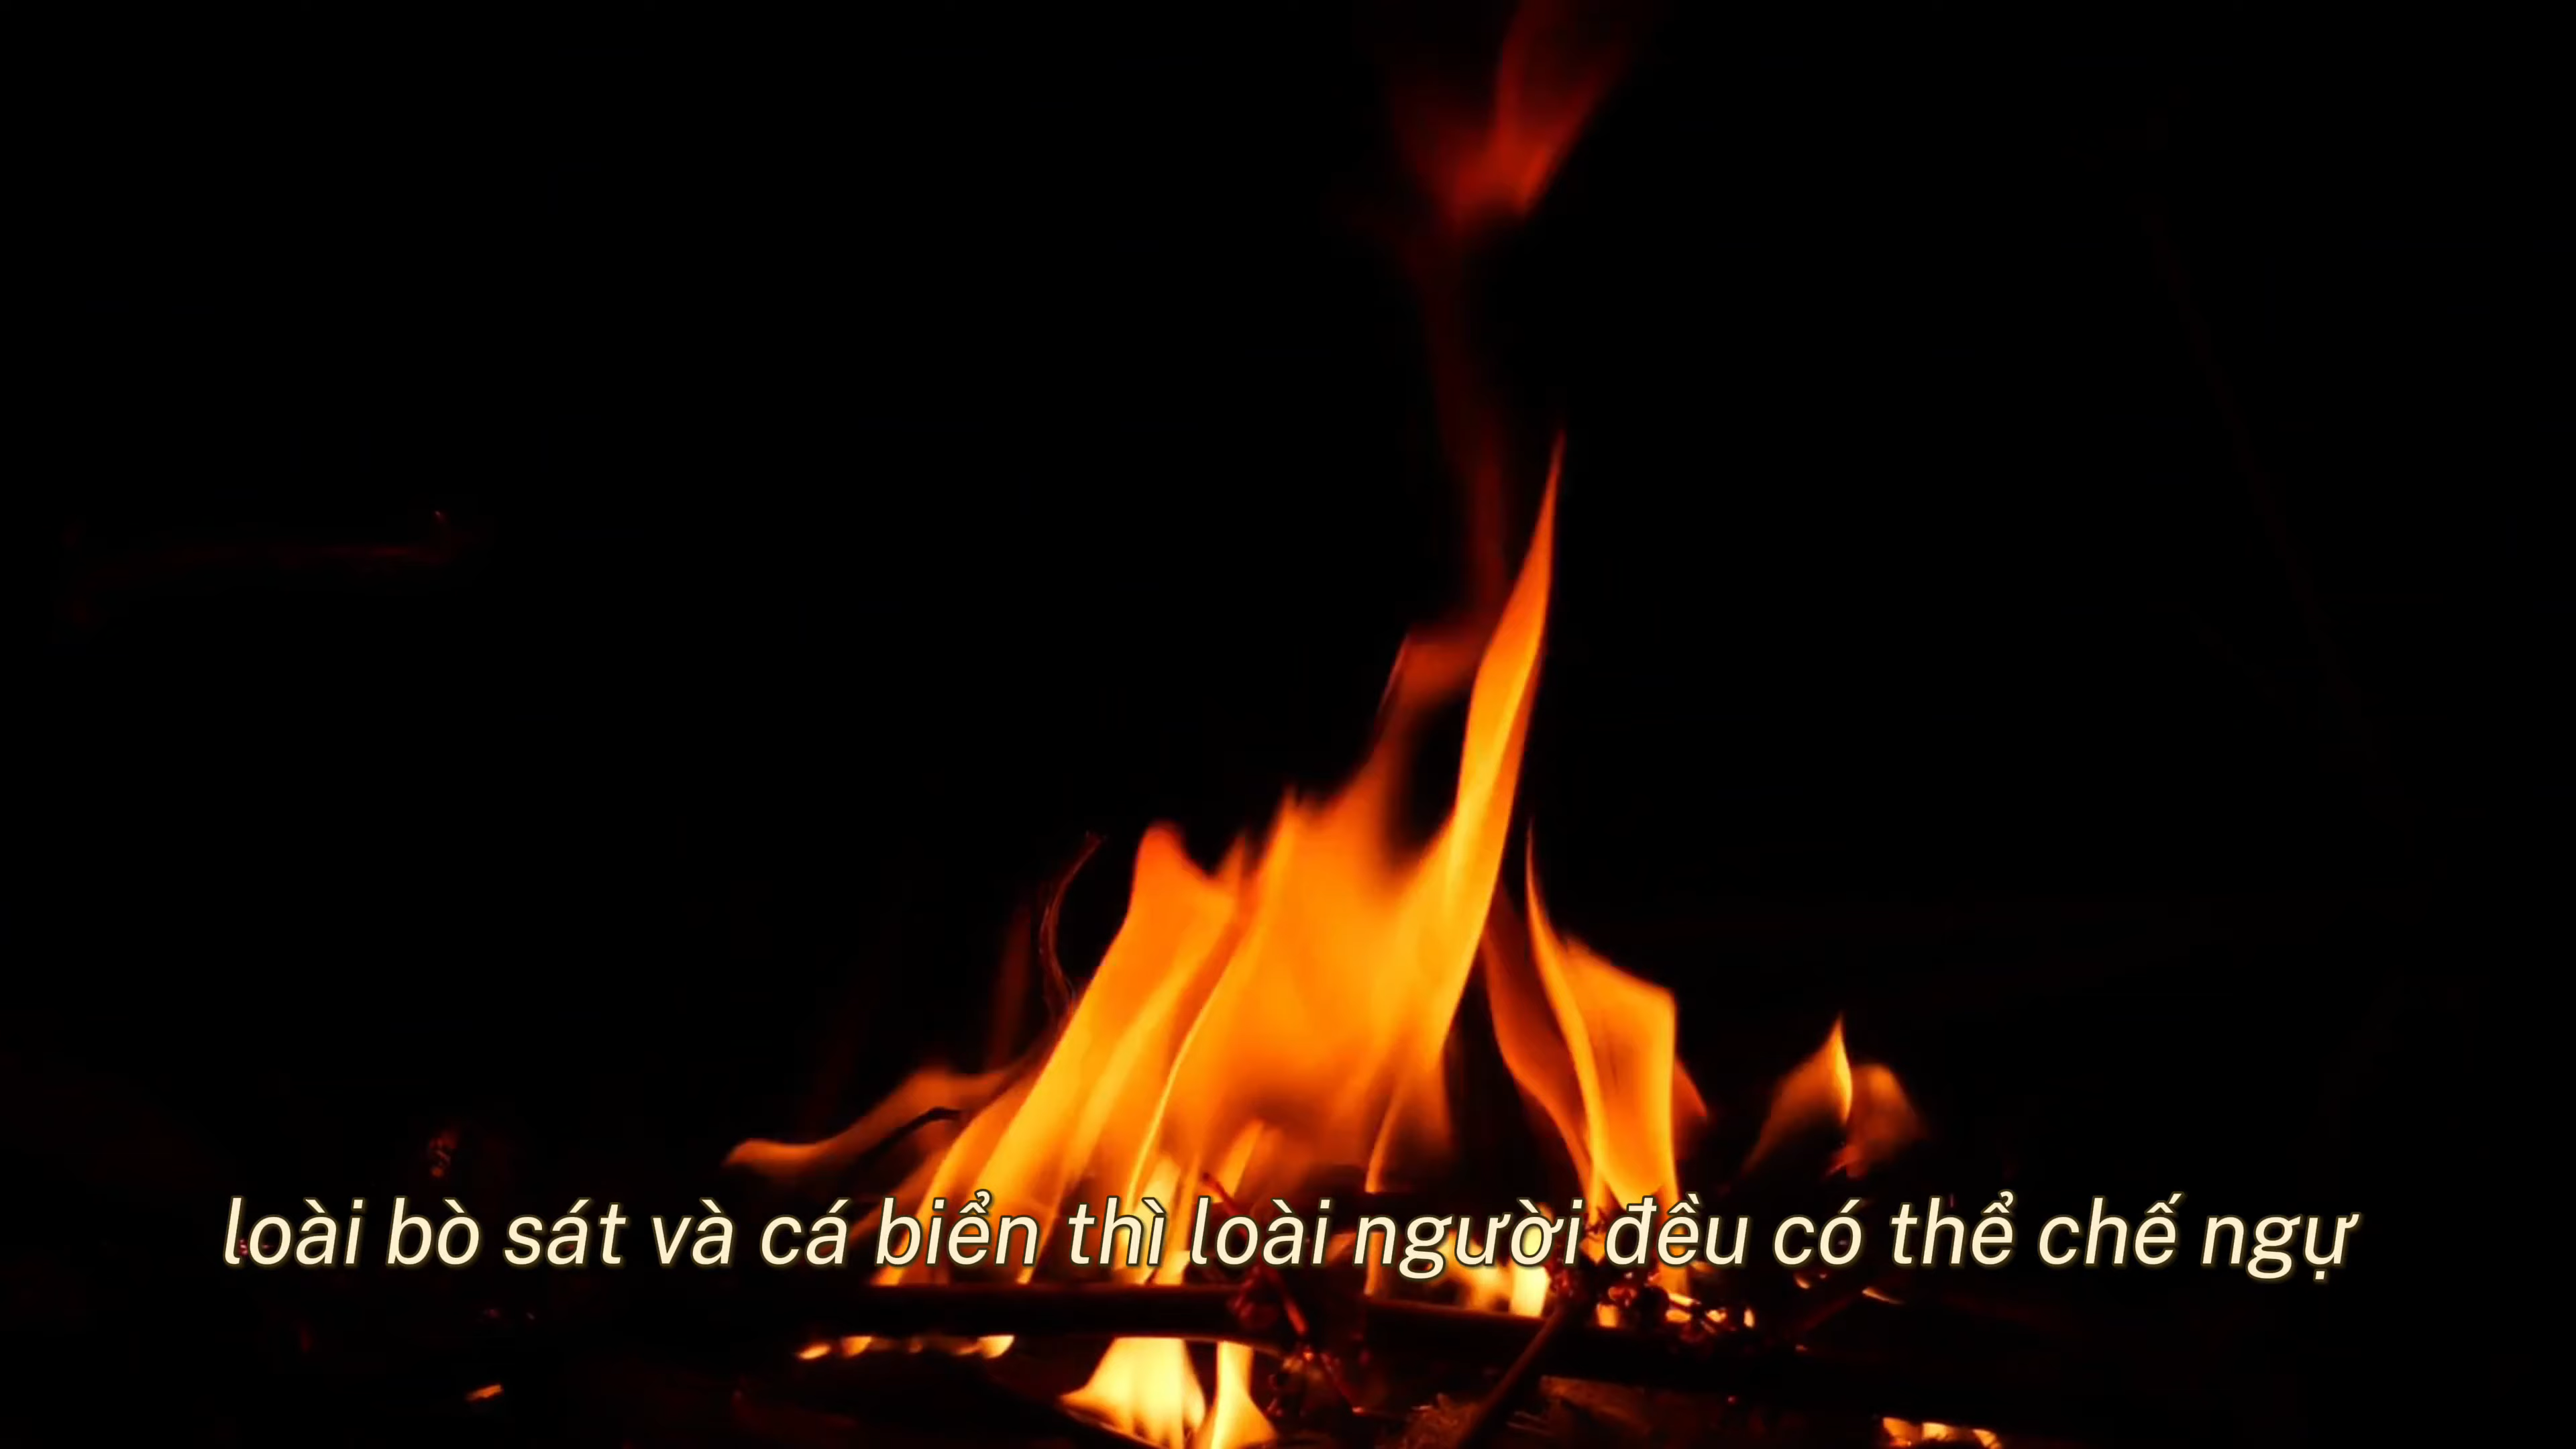 loài bò sát và cá biển thì loài người đều có thể chế ngự